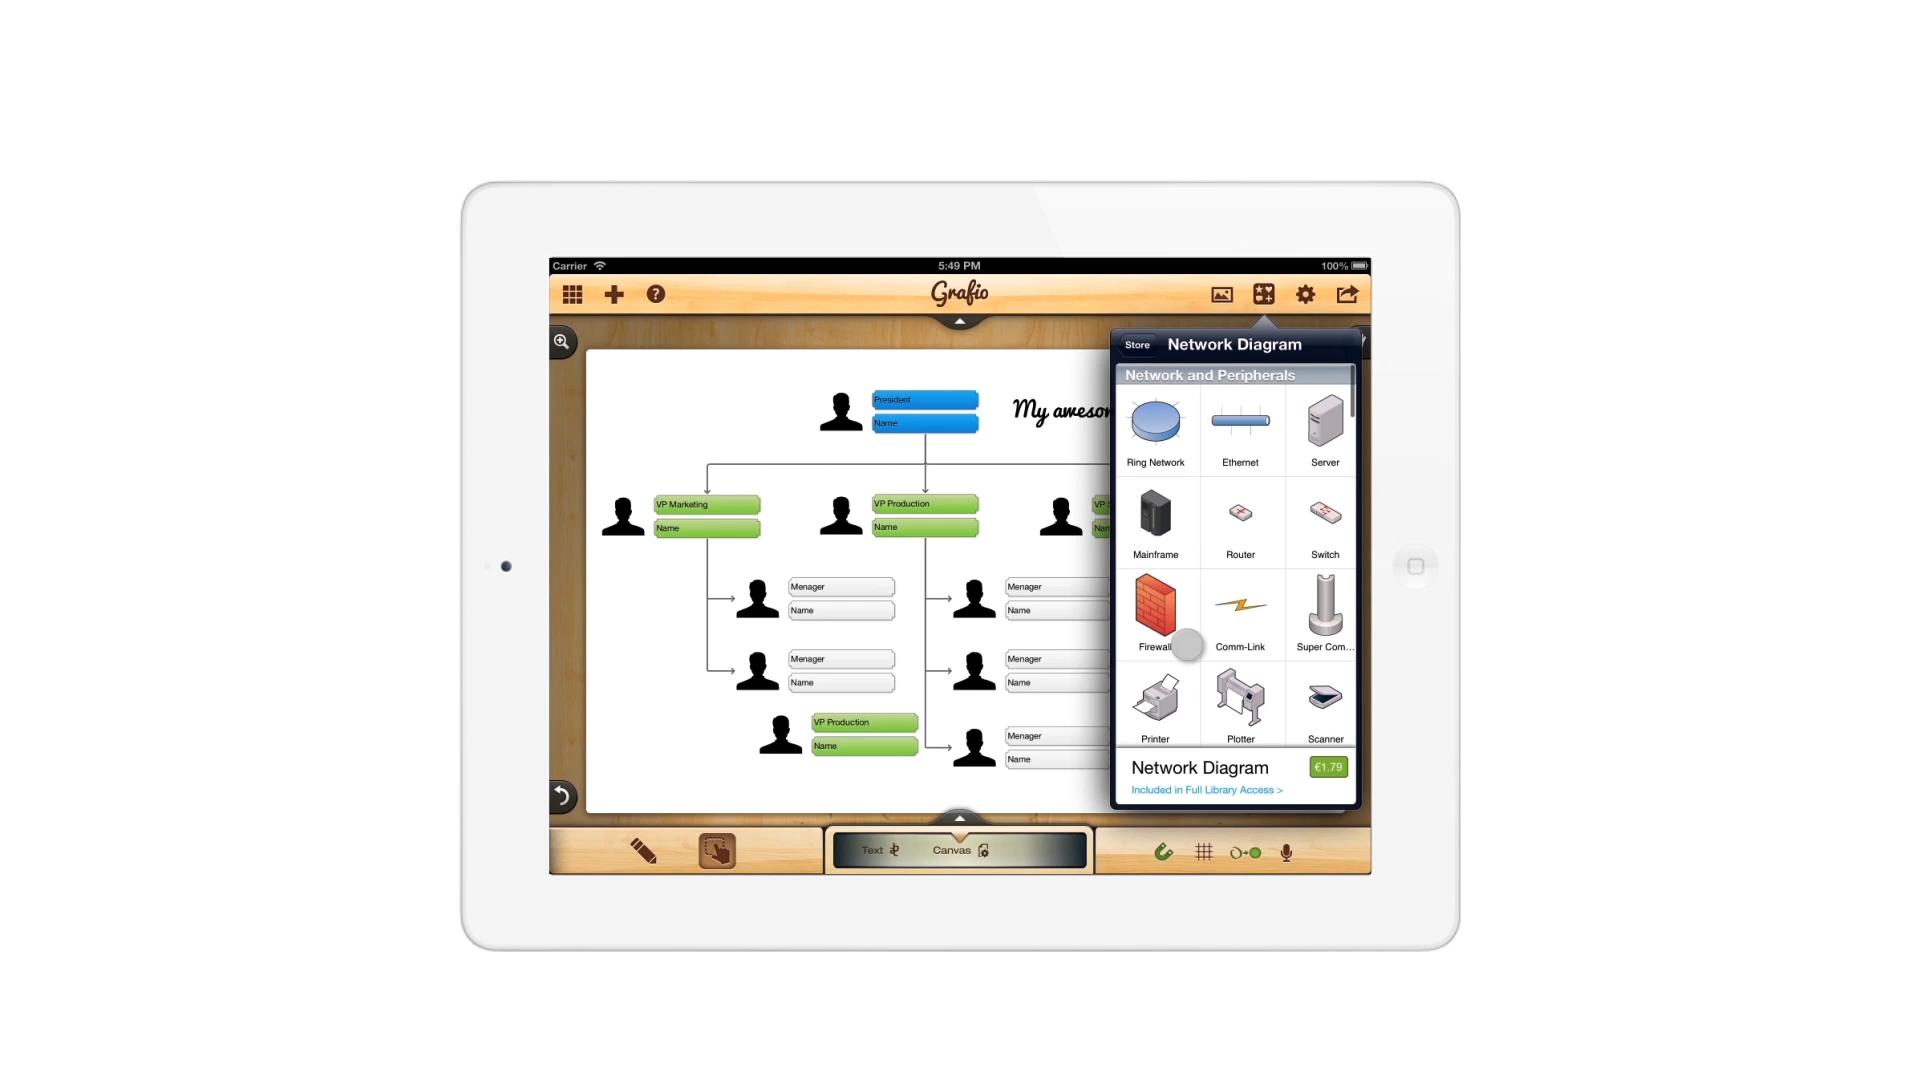 Carrier 5:49 PM 100%
Grafio
Store Network Diagram
Network and Peripherals
Ring Network Ethernet Server
Mainframe Router Switch
Firewall Comm-Link Super Com...
Printer Plotter Scanner
Network Diagram €1.79
Included in Full Library Access >
President
Name
My awesom
VP Marketing
Name
VP Production
Name
VP
Menager
Name
Menager
Name
Menager
Name
Menager
Name
VP Production
Name
Menager
Name
Text Canvas